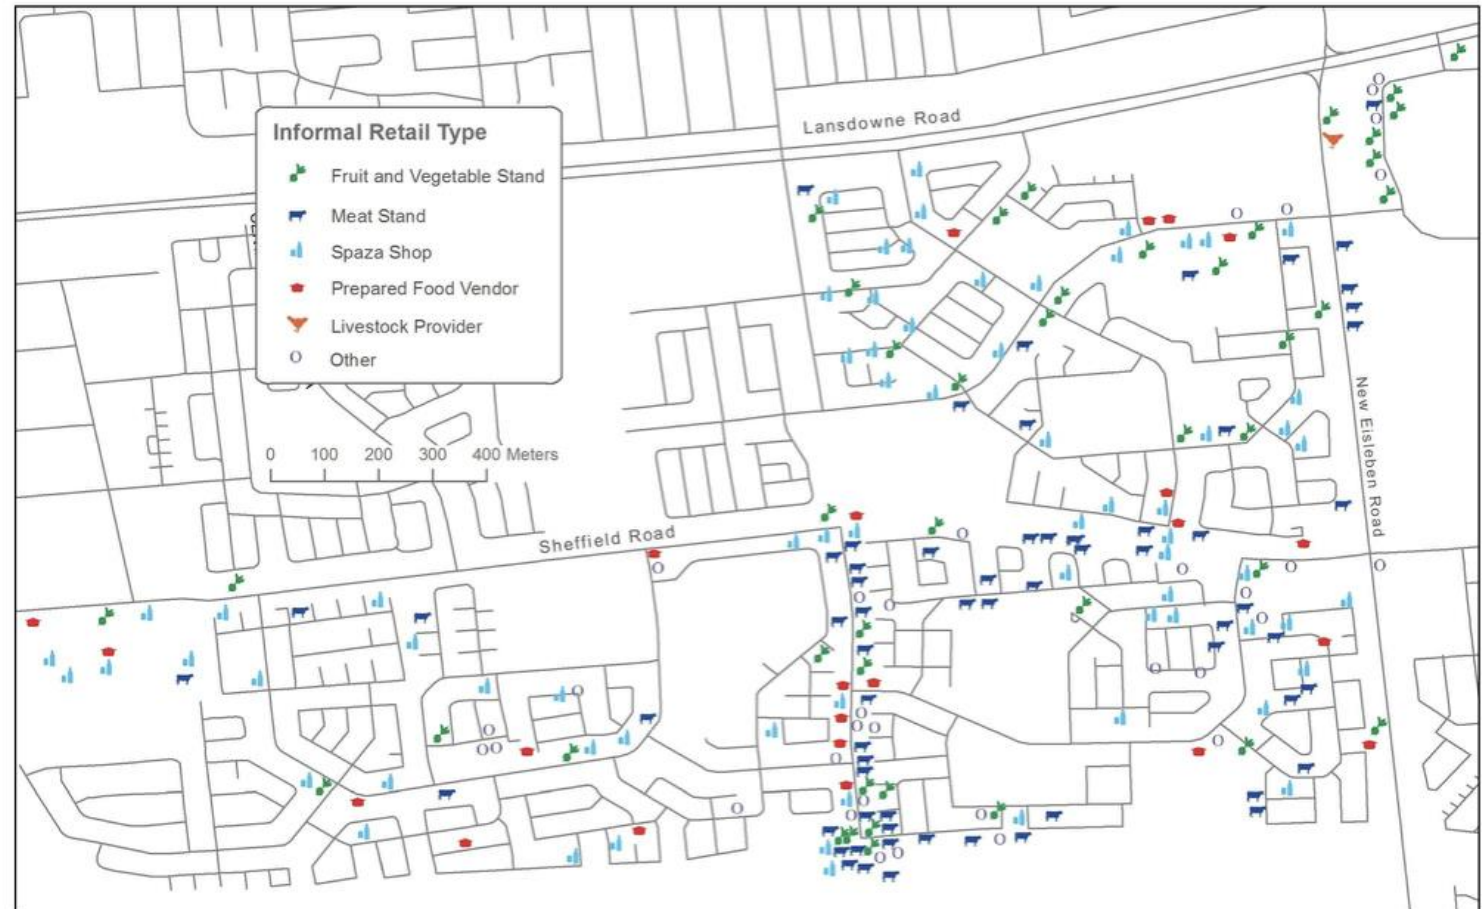 Lansdowne Road
Informal Retail Type
Fruit and Vegetable Stand
Meat Stand
Spaza Shop
Prepared Food Vendor
Livestock Provider
Other
New Eisleben Road
0 100 200 300 400 Meters
Sheffield Road